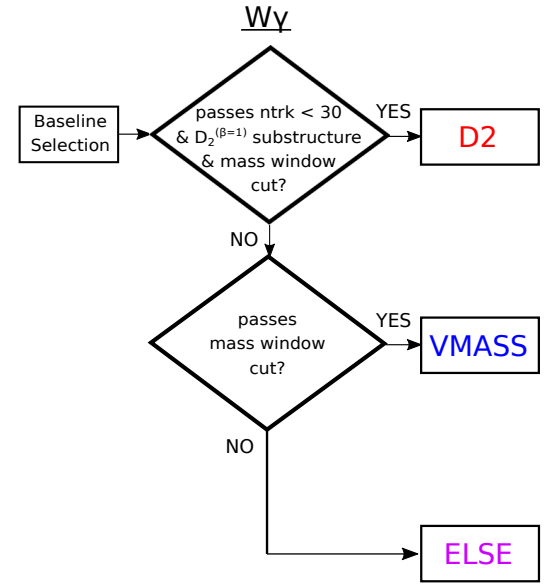 Wγ
Baseline
Selection
passes ntrk < 30
& D₂⁽ᵝ⁼¹⁾ substructure
& mass window
cut?
YES
D2
NO
passes
mass window
cut?
YES
VMASS
NO
ELSE